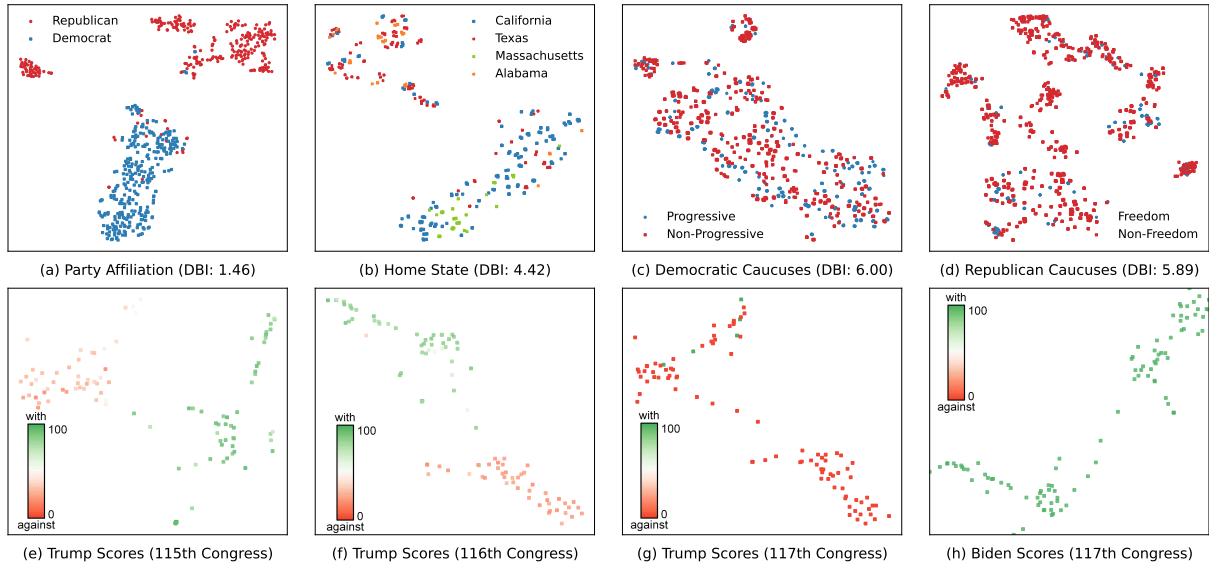 Republican
Democrat
(a) Party Affiliation (DBI: 1.46)
California
Texas
Massachusetts
Alabama
(b) Home State (DBI: 4.42)
Progressive
Non-Progressive
(c) Democratic Caucuses (DBI: 6.00)
Freedom
Non-Freedom
(d) Republican Caucuses (DBI: 5.89)
with
100
0
against
(e) Trump Scores (115th Congress)
with
100
0
against
(f) Trump Scores (116th Congress)
with
100
0
against
(g) Trump Scores (117th Congress)
with
100
0
against
(h) Biden Scores (117th Congress)